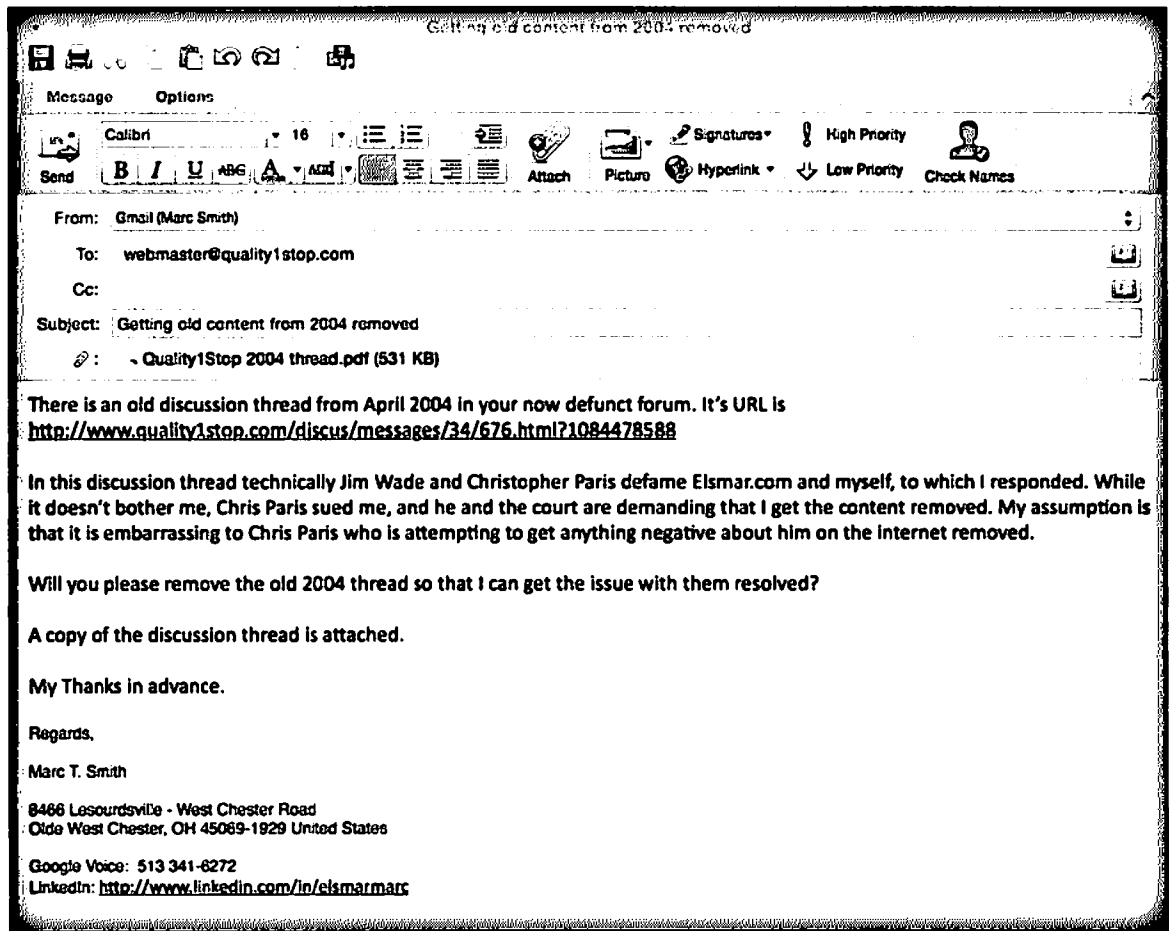 Getting old content from 2004 removed
Message Options
Calibri 16 Signatures High Priority
Send B I U ABC A Attach Picture Hyperlink Low Priority Check Names
From: Gmail (Marc Smith)
To: webmaster@quality1stop.com
Cc:
Subject: Getting old content from 2004 removed
: Quality1Stop 2004 thread.pdf (531 KB)
There is an old discussion thread from April 2004 in your now defunct forum. It's URL is
http://www.quality1stop.com/discus/messages/34/676.html?1084478588
In this discussion thread technically Jim Wade and Christopher Paris defame Elsmar.com and myself, to which I responded. While
it doesn't bother me, Chris Paris sued me, and he and the court are demanding that I get the content removed. My assumption is
that it is embarrassing to Chris Paris who is attempting to get anything negative about him on the internet removed.
Will you please remove the old 2004 thread so that I can get the issue with them resolved?
A copy of the discussion thread is attached.
My Thanks in advance.
Regards,
Marc T. Smith
8466 Lesourdsville - West Chester Road
Olde West Chester, OH 45069-1929 United States
Google Voice: 513 341-6272
LinkedIn: http://www.linkedin.com/in/elsmarmarc